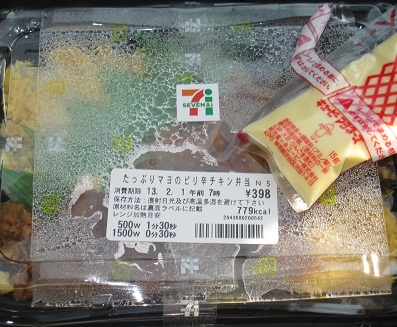 7
SEVEN&i
たっぷりマヨのピリ辛チキン弁当 N5
消費期限 13. 2. 1 午前 7時 ¥398
保存方法：直射日光及び高温多湿を避けて下さい
原材料名は裏面ラベルに記載 779kcal
レンジ加熱目安
500W 1分30秒
1500W 0分30秒